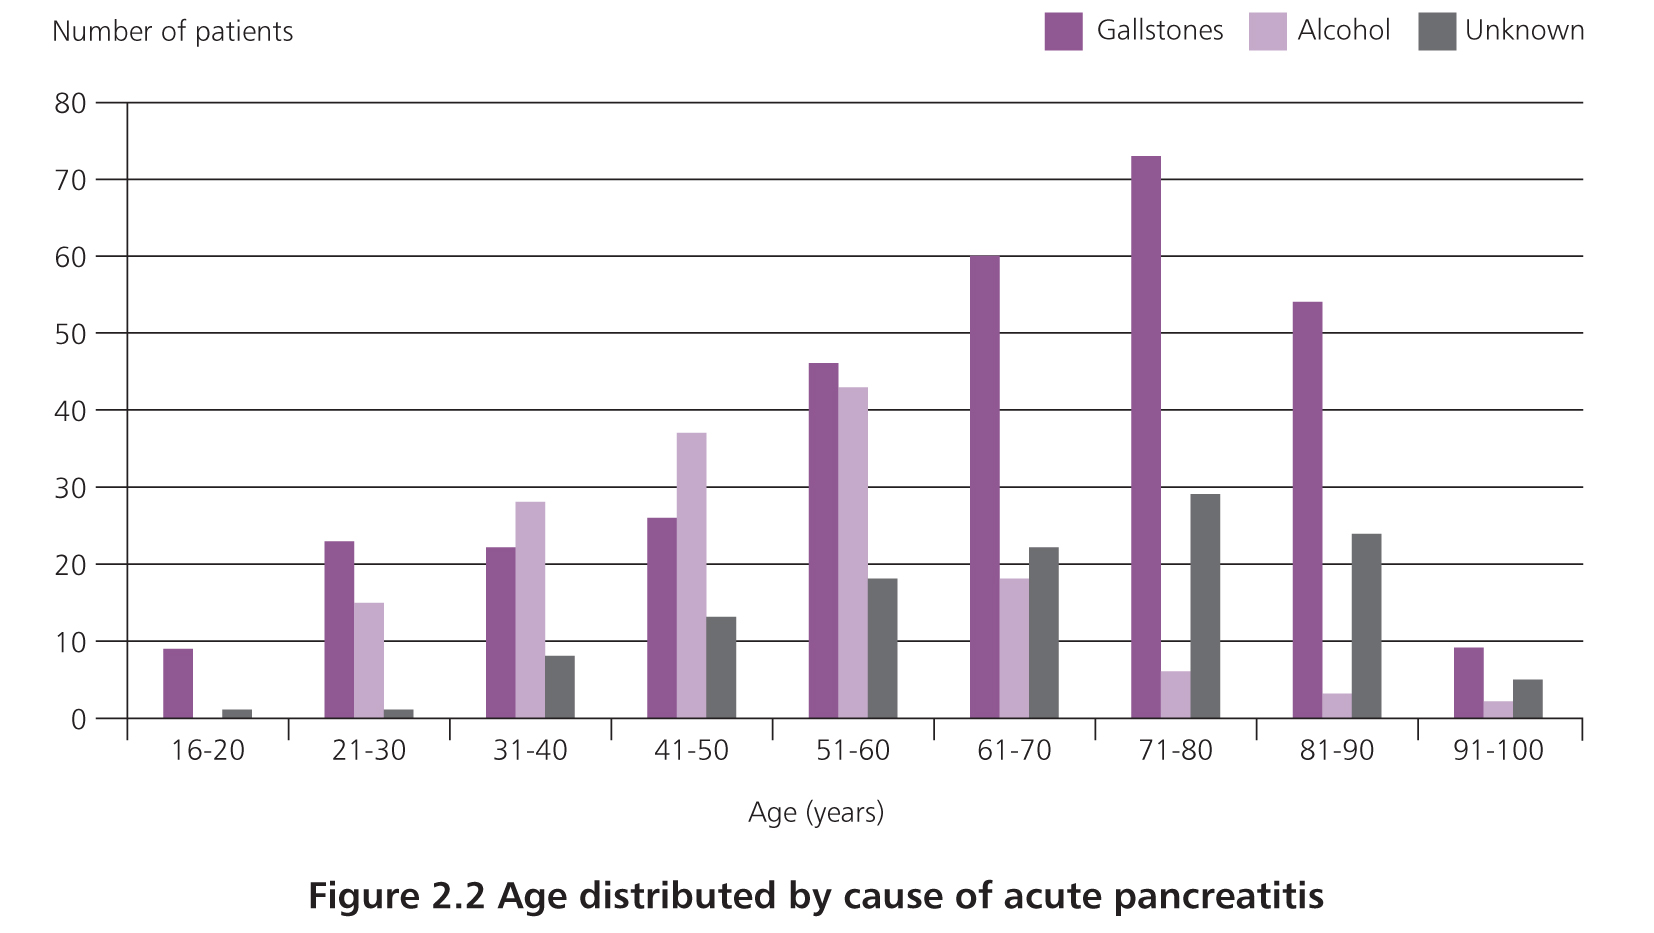 Number of patients
Gallstones Alcohol Unknown
80
70
60
50
40
30
20
10
0
16-20 21-30 31-40 41-50 51-60 61-70 71-80 81-90 91-100
Age (years)
Figure 2.2 Age distributed by cause of acute pancreatitis